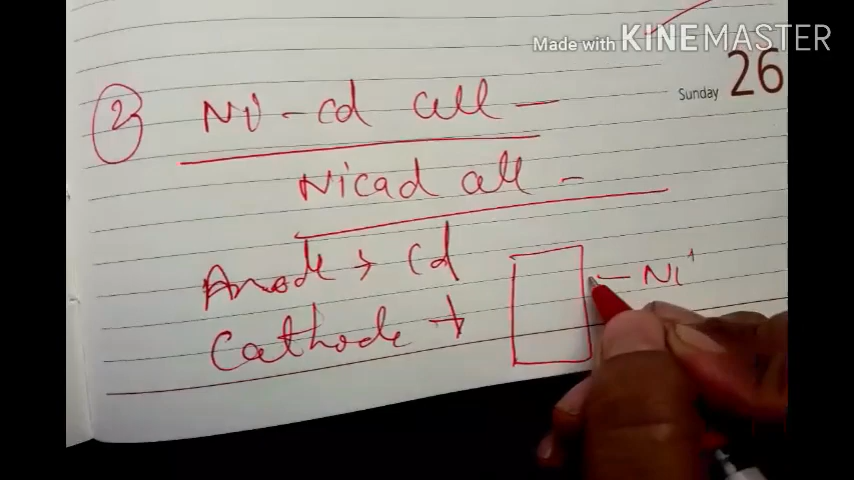 Made with KINEMASTER
Sunday 26
2 Ni - cd cell -
Nicad cell -
Anode → Cd
Cathode →
- Ni